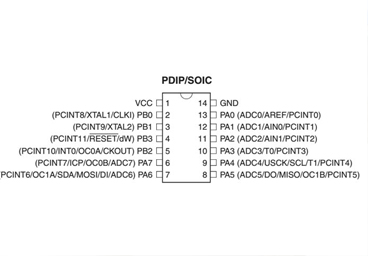 PDIP/SOIC
VCC 1 14 GND
(PCINT8/XTAL1/CLKI) PB0 2 13 PA0 (ADC0/AREF/PCINT0)
(PCINT9/XTAL2) PB1 3 12 PA1 (ADC1/AIN0/PCINT1)
(PCINT11/RESET/dW) PB3 4 11 PA2 (ADC2/AIN1/PCINT2)
(PCINT10/INT0/OC0A/CKOUT) PB2 5 10 PA3 (ADC3/T0/PCINT3)
(PCINT7/ICP/OC0B/ADC7) PA7 6 9 PA4 (ADC4/USCK/SCL/T1/PCINT4)
(PCINT6/OC1A/SDA/MOSI/DI/ADC6) PA6 7 8 PA5 (ADC5/DO/MISO/OC1B/PCINT5)